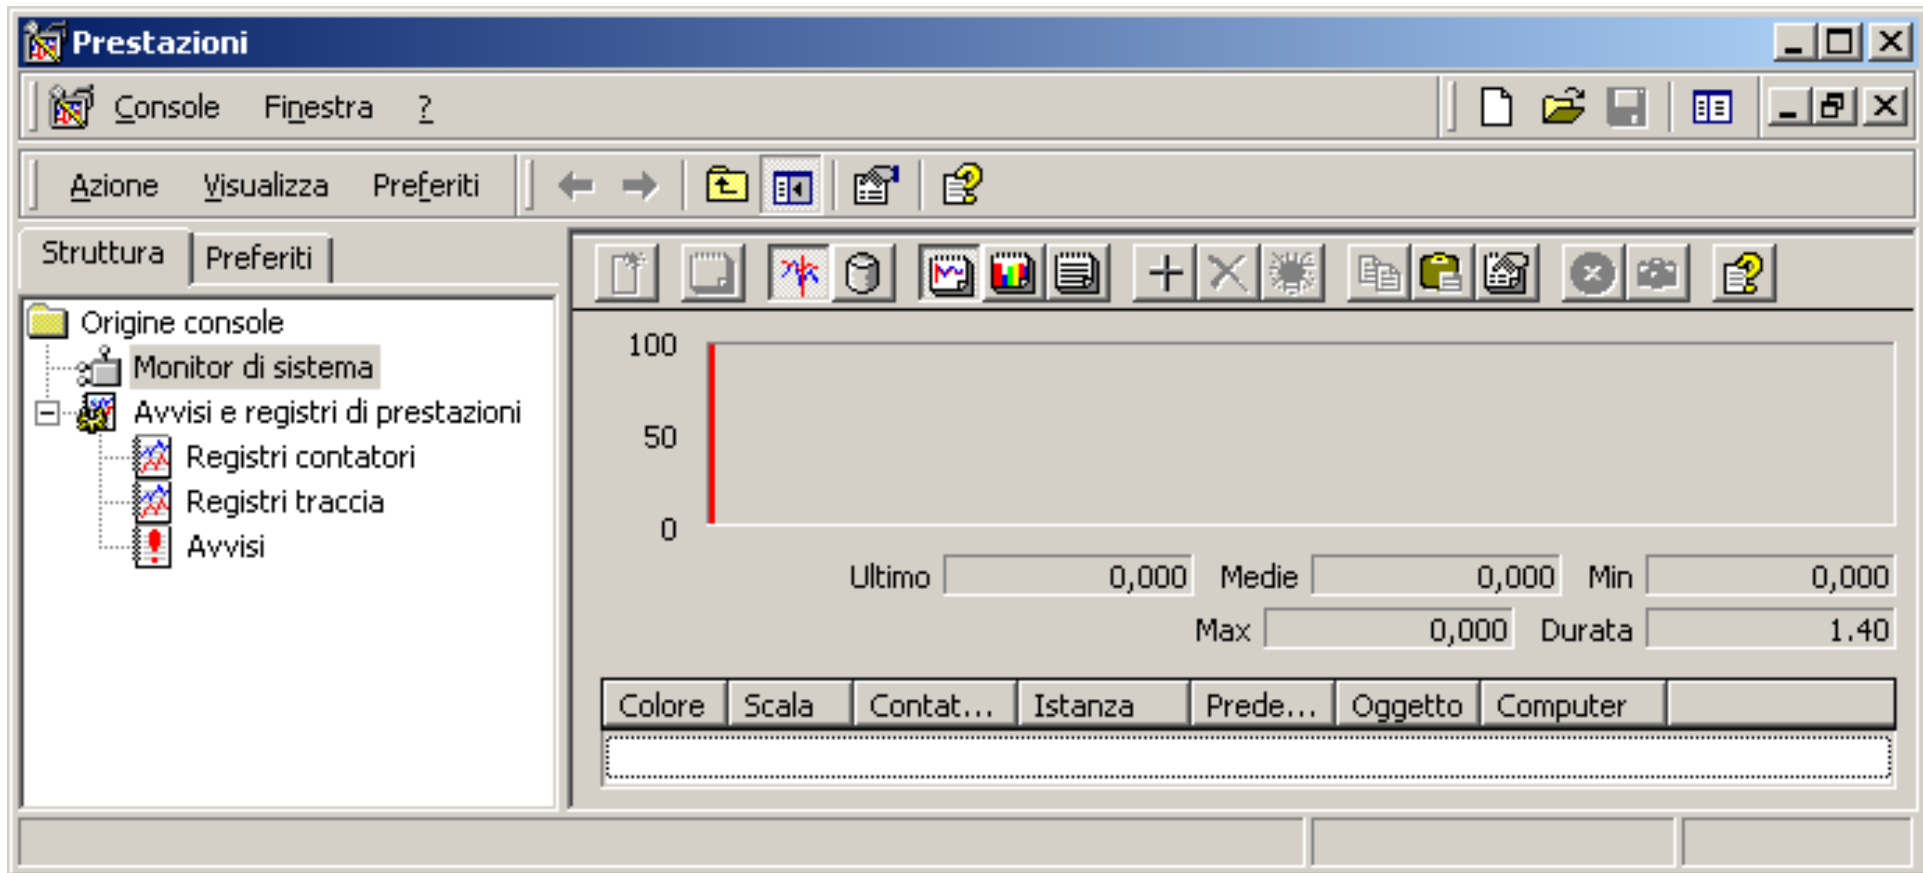 Prestazioni
Console Finestra ?
Azione Visualizza Preferiti
Struttura Preferiti
Origine console
Monitor di sistema
Avvisi e registri di prestazioni
Registri contatori
Registri traccia
Avvisi
100
50
0
Ultimo 0,000 Medie 0,000 Min 0,000
Max 0,000 Durata 1.40
Colore Scala Contat... Istanza Prede... Oggetto Computer